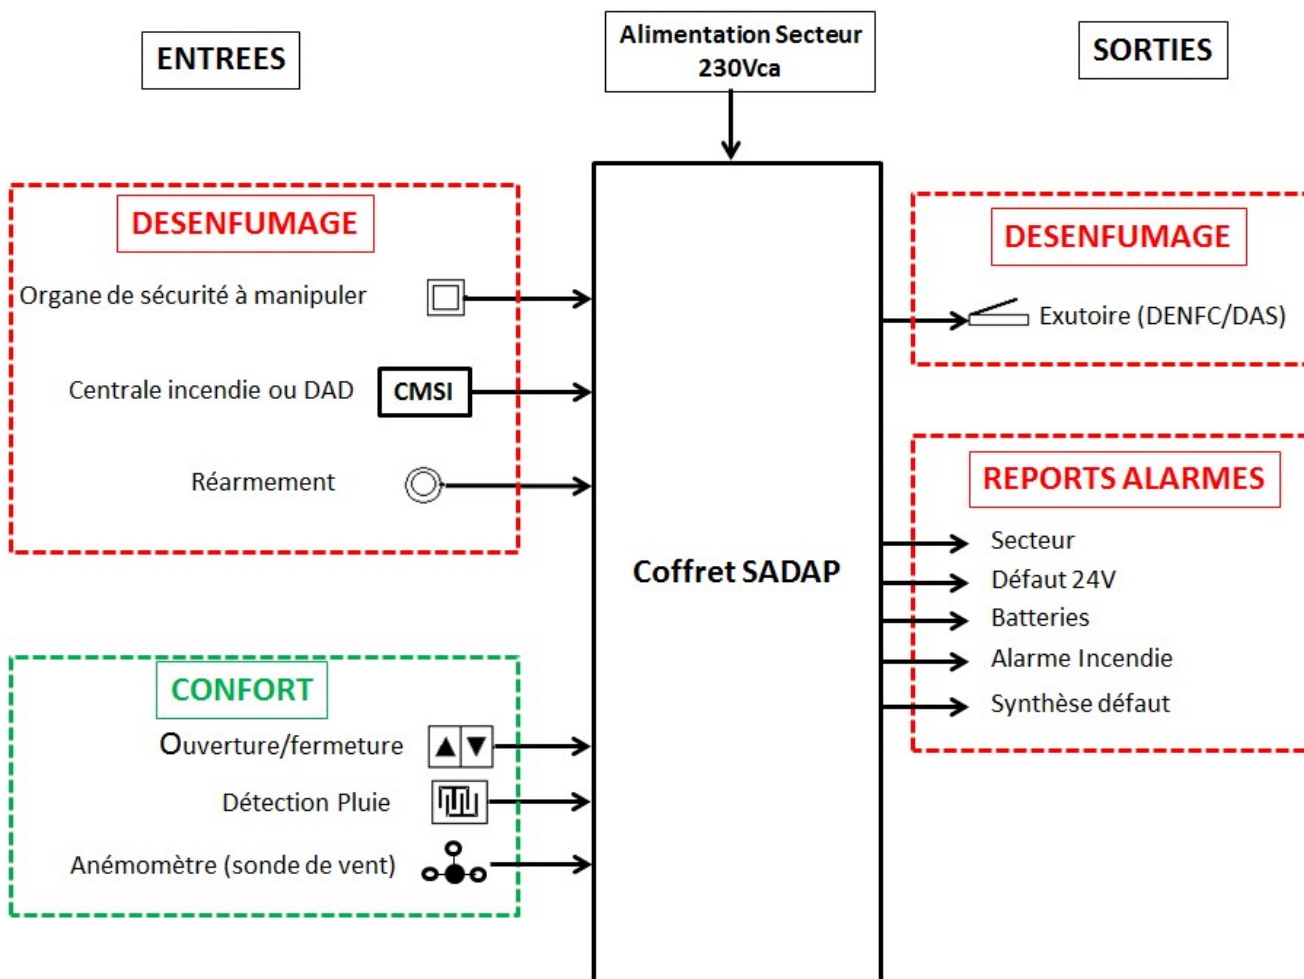 ENTREES
Alimentation Secteur
230Vca
SORTIES
DESENFUMAGE
Organe de sécurité à manipuler
Centrale incendie ou DAD
CMSI
Réarmement
CONFORT
Ouverture/fermeture
Détection Pluie
Anémomètre (sonde de vent)
Coffret SADAP
DESENFUMAGE
Exutoire (DENFC/DAS)
REPORTS ALARMES
Secteur
Défaut 24V
Batteries
Alarme Incendie
Synthèse défaut